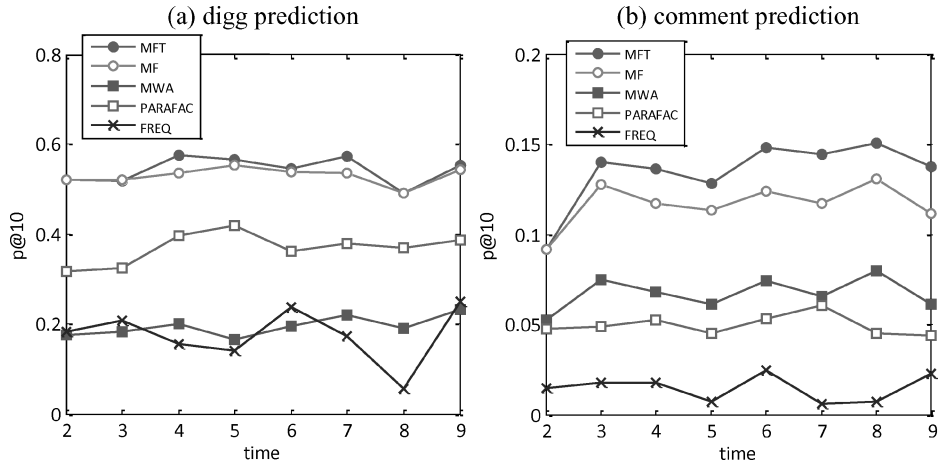 (a) digg prediction
0.8
0.6
0.4
0.2
0
p@10
MFT
MF
MWA
PARAFAC
FREQ
2 3 4 5 6 7 8 9
time
(b) comment prediction
0.2
0.15
0.1
0.05
0
p@10
MFT
MF
MWA
PARAFAC
FREQ
2 3 4 5 6 7 8 9
time